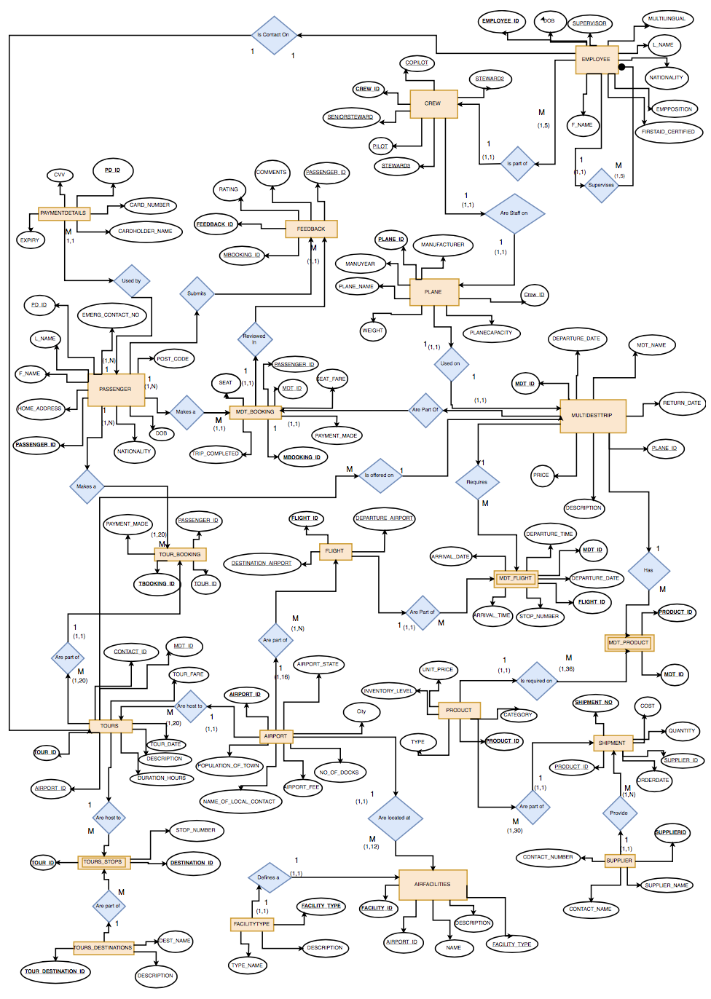 EMPLOYEE_ID
DOB
SUPERVISOR
MULTILINGUAL
Is Contact On
1
1
L_NAME
EMPLOYEE
COPILOT
NATIONALITY
STEWARD2
CREW_ID
CREW
EMPPOSITION
M
(1,5)
SENIORSTEWARD
F_NAME
FIRSTAID_CERTIFIED
PILOT
1
(1,1)
Is part of
STEWARD3
1
(1,1)
M
(1,5)
Supervises
PD_ID
CVV
COMMENTS
PASSENGER_ID
RATING
1
(1,1)
Are Staff on
CARD_NUMBER
PAYMENTDETAILS
FEEDBACK_ID
FEEDBACK
CARDHOLDER_NAME
EXPIRY
M
1,1
PLANE_ID
MANUFACTURER
1
(1,1)
M
(1,1)
MBOOKING_ID
MANUYEAR
Used by
PLANE_NAME
PLANE
Crew_ID
Submits
PD_ID
EMERG_CONTACT_NO
WEIGHT
PLANECAPACITY
L_NAME
Reviewed
In
DEPARTURE_DATE
MDT_NAME
1
(1,1)
(1,N)
1
POST_CODE
Used on
F_NAME
PASSENGER_ID
1
(1,1)
SEAT
SEAT_FARE
MDT_ID
1
MDT_ID
PASSENGER
1
(1,N)
HOME_ADDRESS
(1,1)
RETURN_DATE
Makes a
MDT_BOOKING
Are Part Of
MULTIDESTTRIP
(1,N)
M
(1,1)
(1,1)
1
DOB
PAYMENT_MADE
PASSENGER_ID
NATIONALITY
TRIP_COMPLETED
MBOOKING_ID
PLANE_ID
1
M
Is offered on
1
PRICE
Requires
Makes a
M
DESCRIPTION
PAYMENT_MADE
PASSENGER_ID
FLIGHT_ID
DEPARTURE_AIRPORT
(1,20)
M
DEPARTURE_TIME
TOUR_BOOKING
FLIGHT
1
MDT_ID
DESTINATION_AIRPORT
ARRIVAL_DATE
Has
TBOOKING_ID
TOUR_ID
MDT_FLIGHT
DEPARTURE_DATE
M
Are Part of
FLIGHT_ID
1
(1,1)
M
ARRIVAL_TIME
STOP_NUMBER
PRODUCT_ID
M
(1,N)
1
(1,1)
Are part of
MDT_PRODUCT
CONTACT_ID
MDT_ID
Are part of
1
(1,16)
AIRPORT_STATE
UNIT_PRICE
1
(1,1)
M
(1,36)
M
(1,20)
TOUR_FARE
MDT_ID
INVENTORY_LEVEL
Is required on
AIRPORT_ID
Are host to
M
(1,20)
1
(1,1)
City
PRODUCT
CATEGORY
SHIPMENT_NO
COST
TOURS
QUANTITY
AIRPORT
TYPE
PRODUCT_ID
SHIPMENT
TOUR_DATE
TOUR_ID
DESCRIPTION
SUPPLIER_ID
POPULATION_OF_TOWN
NO_OF_DOCKS
PRODUCT_ID
DURATION_HOURS
AIRPORT_ID
AIRPORT_FEE
ORDERDATE
1
(1,1)
M
(1,N)
NAME_OF_LOCAL_CONTACT
1
(1,1)
1
Are host to
Are located at
Are part of
Provide
M
M
(1,30)
STOP_NUMBER
SUPPLIERID
M
(1,12)
1
(1,1)
CONTACT_NUMBER
TOUR_ID
TOURS_STOPS
DESTINATION_ID
SUPPLIER
1
(1,1)
Defines a
AIRFACILITIES
SUPPLIER_NAME
M
Are part of
1
(1,1)
FACILITY_TYPE
FACILITY_ID
CONTACT_NAME
1
FACILITYTYPE
DESCRIPTION
DEST_NAME
AIRPORT_ID
NAME
FACILITY_TYPE
TOURS_DESTINATIONS
DESCRIPTION
TYPE_NAME
TOUR_DESTINATION_ID
DESCRIPTION